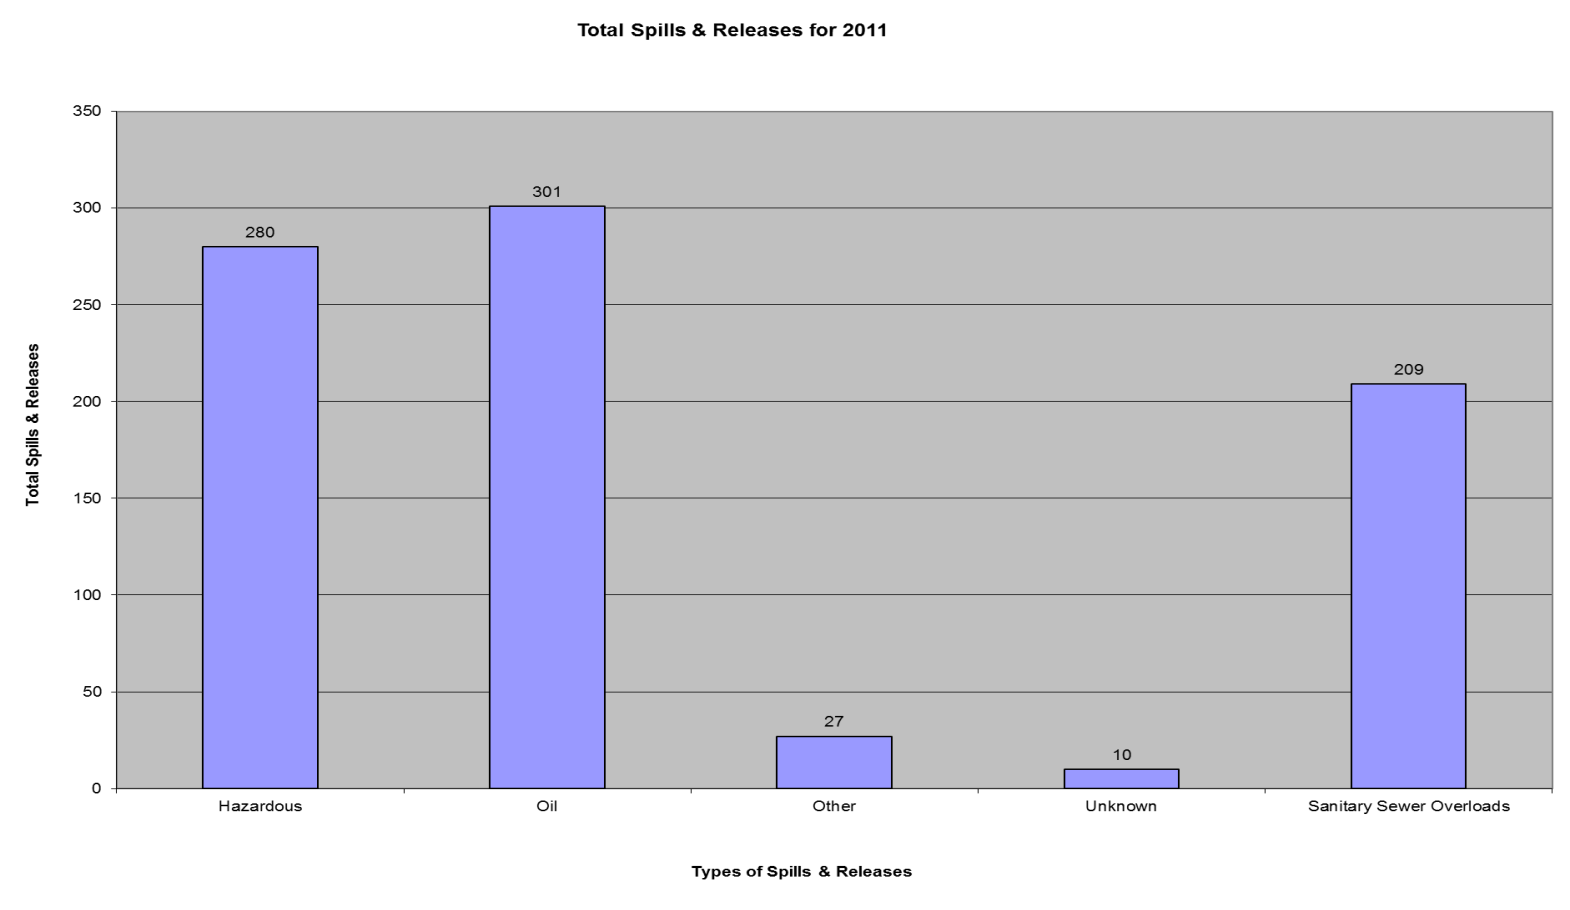 Total Spills & Releases for 2011
350
300
250
200
150
100
50
0
Total Spills & Releases
280
301
27
10
209
Hazardous
Oil
Other
Unknown
Sanitary Sewer Overloads
Types of Spills & Releases